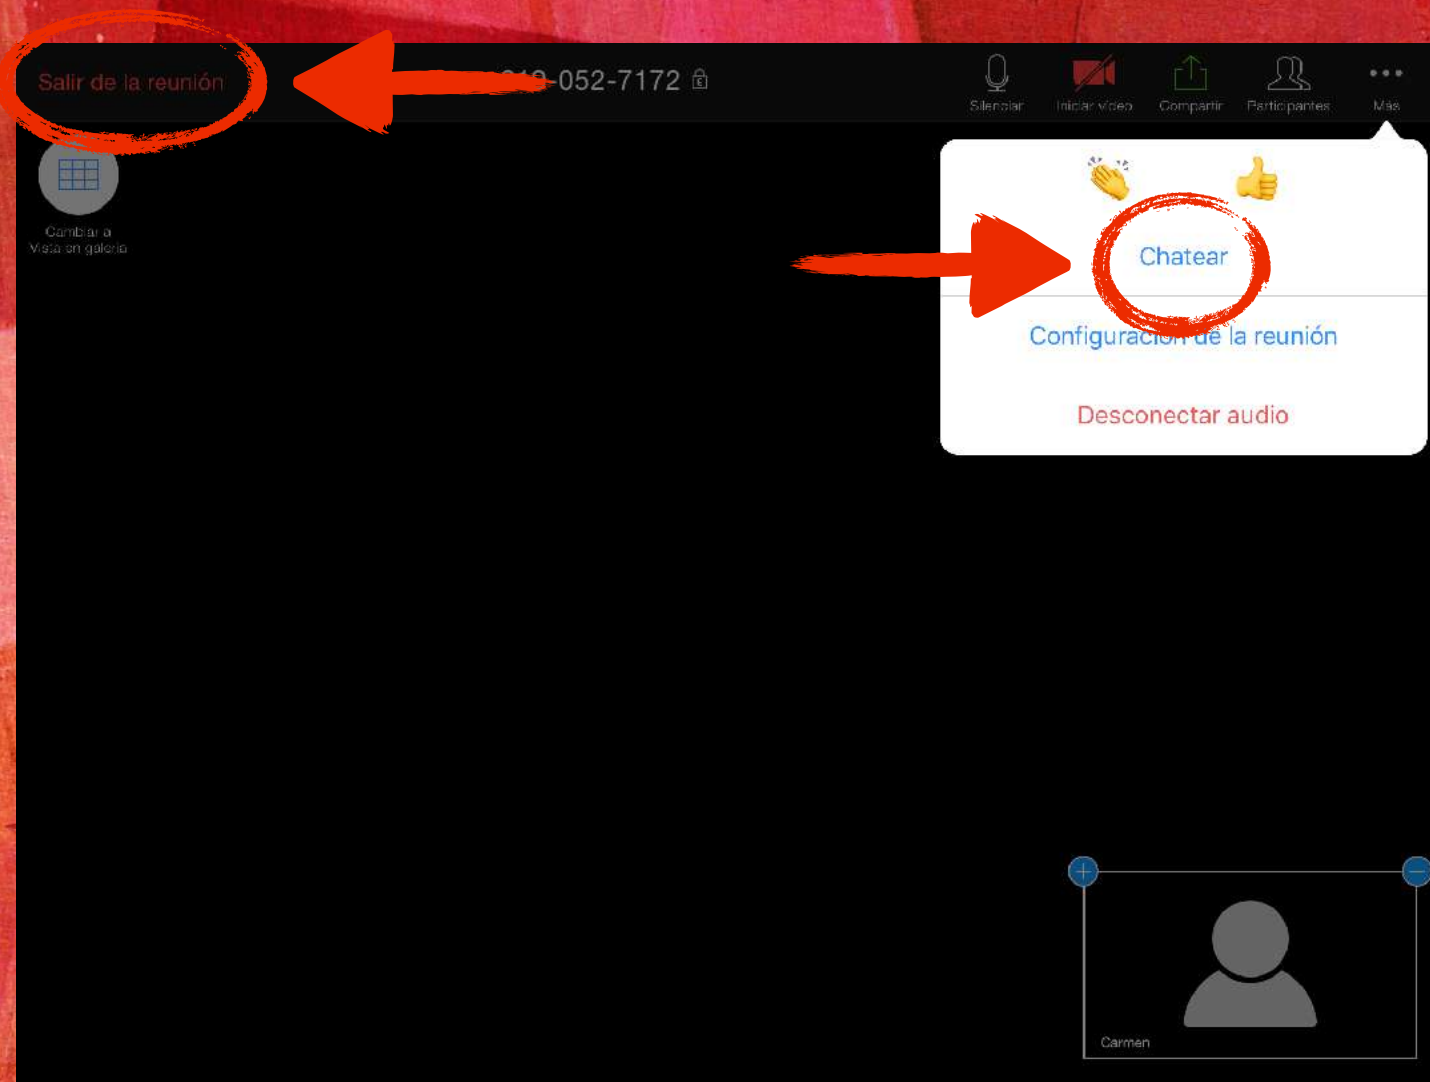 Salir de la reunión
-052-7172
Silenciar
Iniciar vídeo
Compartir
Participantes
Más
Cambiar a
Vista en galería
Chatear
Configuración de la reunión
Desconectar audio
Carmen